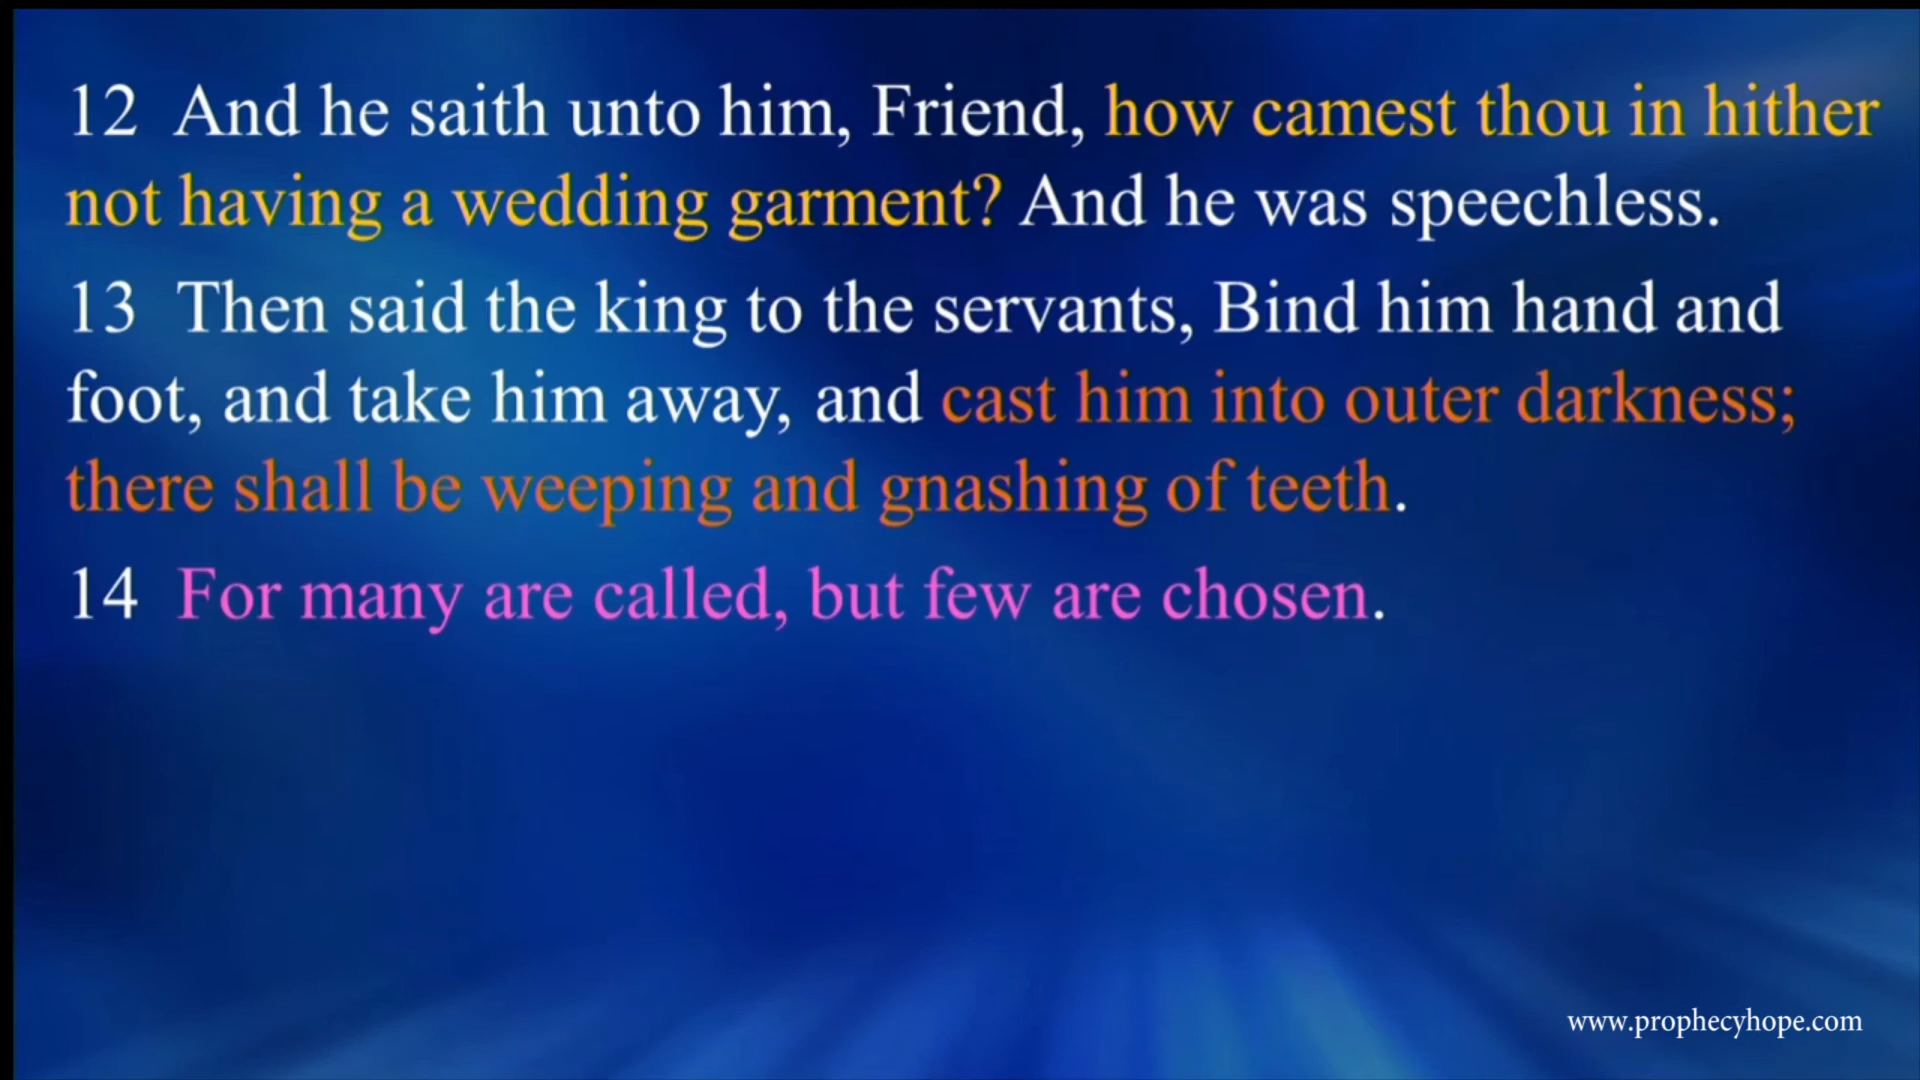 12 And he saith unto him, Friend, how camest thou in hither
not having a wedding garment? And he was speechless.
13 Then said the king to the servants, Bind him hand and
foot, and take him away, and cast him into outer darkness;
there shall be weeping and gnashing of teeth.
14 For many are called, but few are chosen.
www.prophecyhope.com